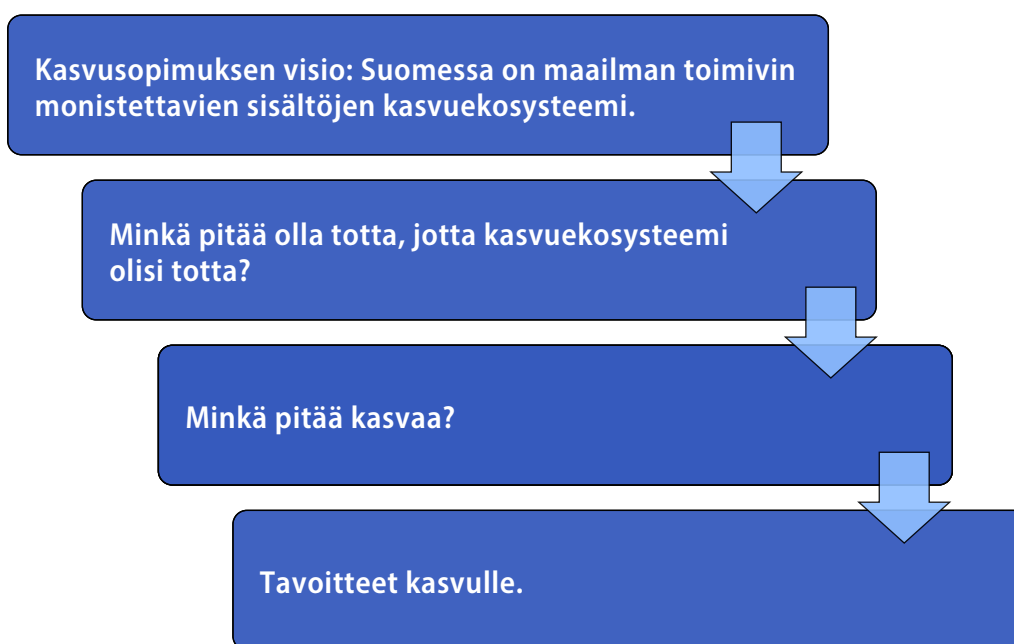 Kasvusopimuksen visio: Suomessa on maailman toimivin
monistettavien sisältöjen kasvuekosysteemi.
Minkä pitää olla totta, jotta kasvuekosysteemi
olisi totta?
Minkä pitää kasvaa?
Tavoitteet kasvulle.